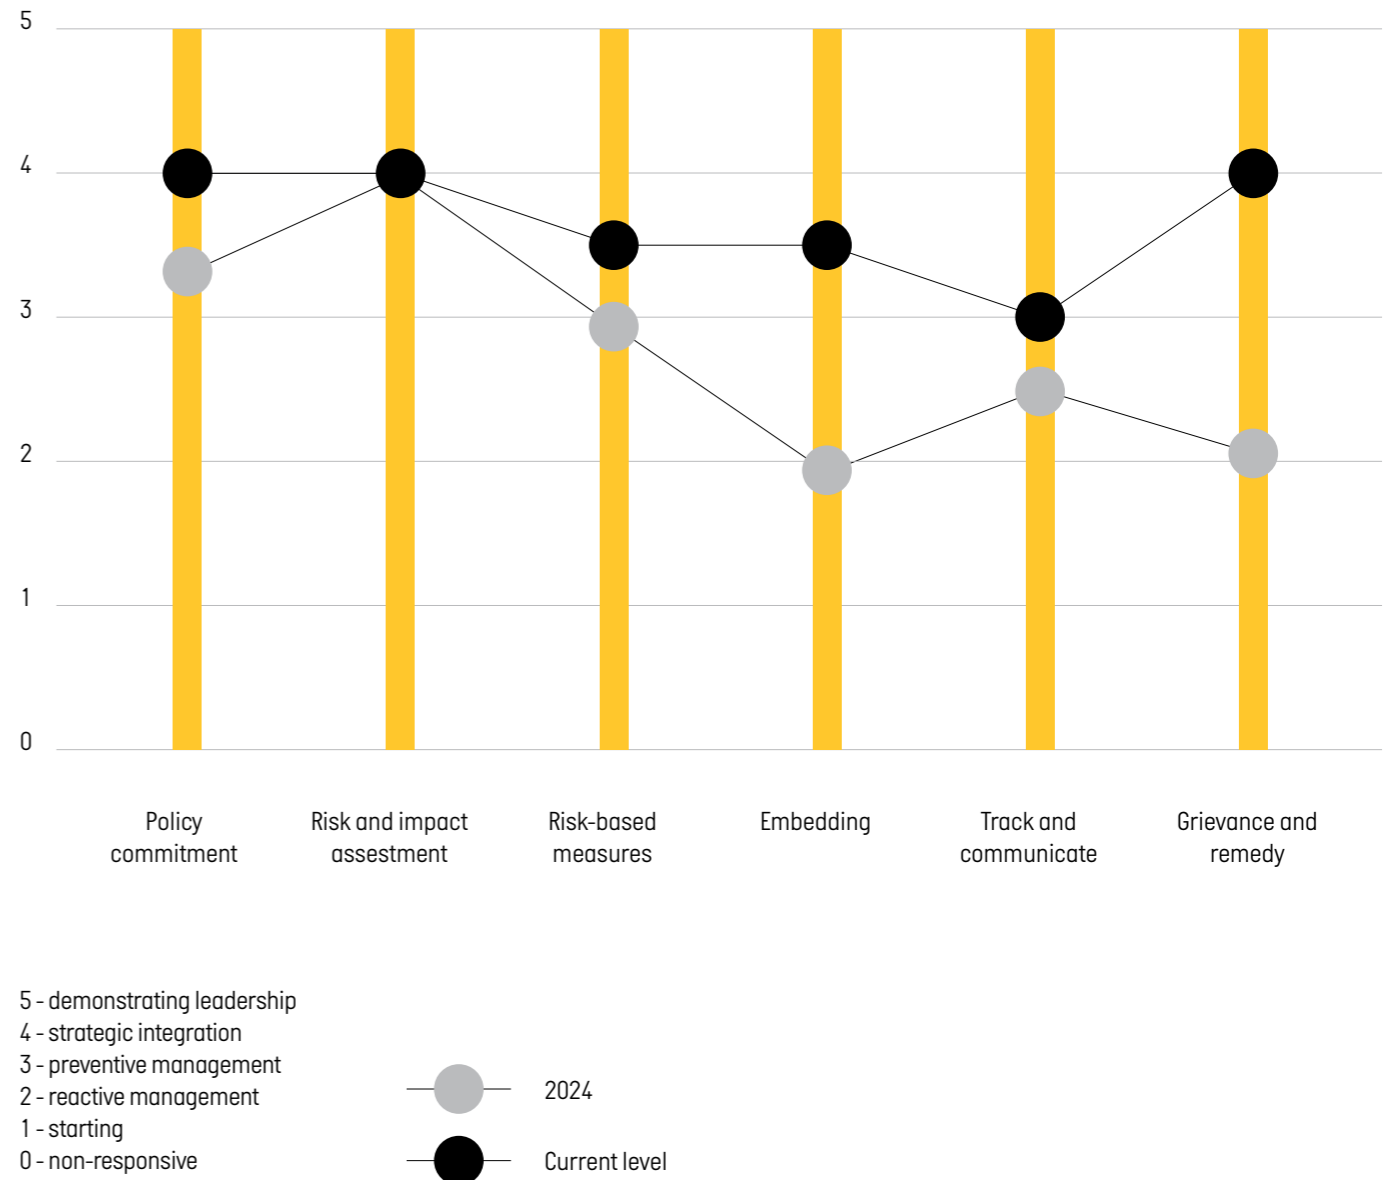 5
4
3
2
1
0
Policy
commitment
Risk and impact
assestment
Risk-based
measures
Embedding
Track and
communicate
Grievance and
remedy
5 - demonstrating leadership
4 - strategic integration
3 - preventive management
2 - reactive management
1 - starting
0 - non-responsive
2024
Current level